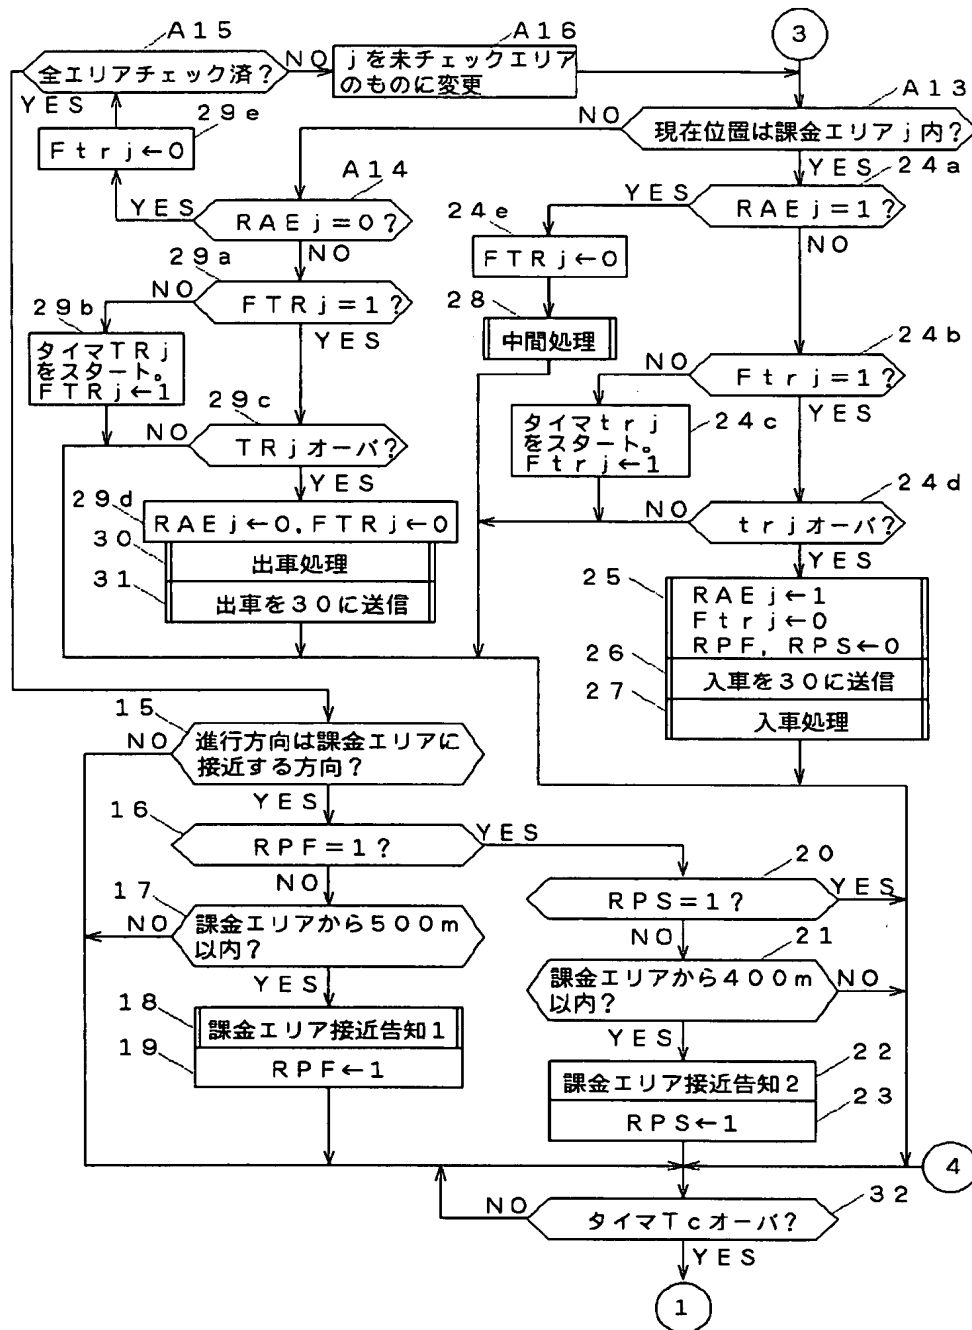 A15
全エリアチェック済?
NO
YES
A16
jを未チェックエリア
のものに変更
3
A13
現在位置は課金エリアj内?
NO
YES
29e
Ftrj←0
A14
RAEj=0?
YES
NO
24a
RAEj=1?
YES
NO
24e
FTRj←0
28
中間処理
29a
FTRj=1?
NO
YES
29b
タイマTRj
をスタート。
FTRj←1
24b
Ftrj=1?
NO
YES
24c
タイマtrj
をスタート。
Ftrj←1
29c
TRjオーバ?
NO
YES
24d
trjオーバ?
NO
YES
29d
RAEj←0,FTRj←0
30
出車処理
31
出車を30に送信
25
RAEj←1
Ftrj←0
RPF,RPS←0
26
入車を30に送信
27
入車処理
15
進行方向は課金エリアに
接近する方向?
NO
YES
16
RPF=1?
YES
NO
17
課金エリアから500m
以内?
NO
YES
18
課金エリア接近告知1
19
RPF←1
20
RPS=1?
YES
NO
21
課金エリアから400m
以内?
NO
YES
22
課金エリア接近告知2
23
RPS←1
4
32
タイマTcオーバ?
NO
YES
1